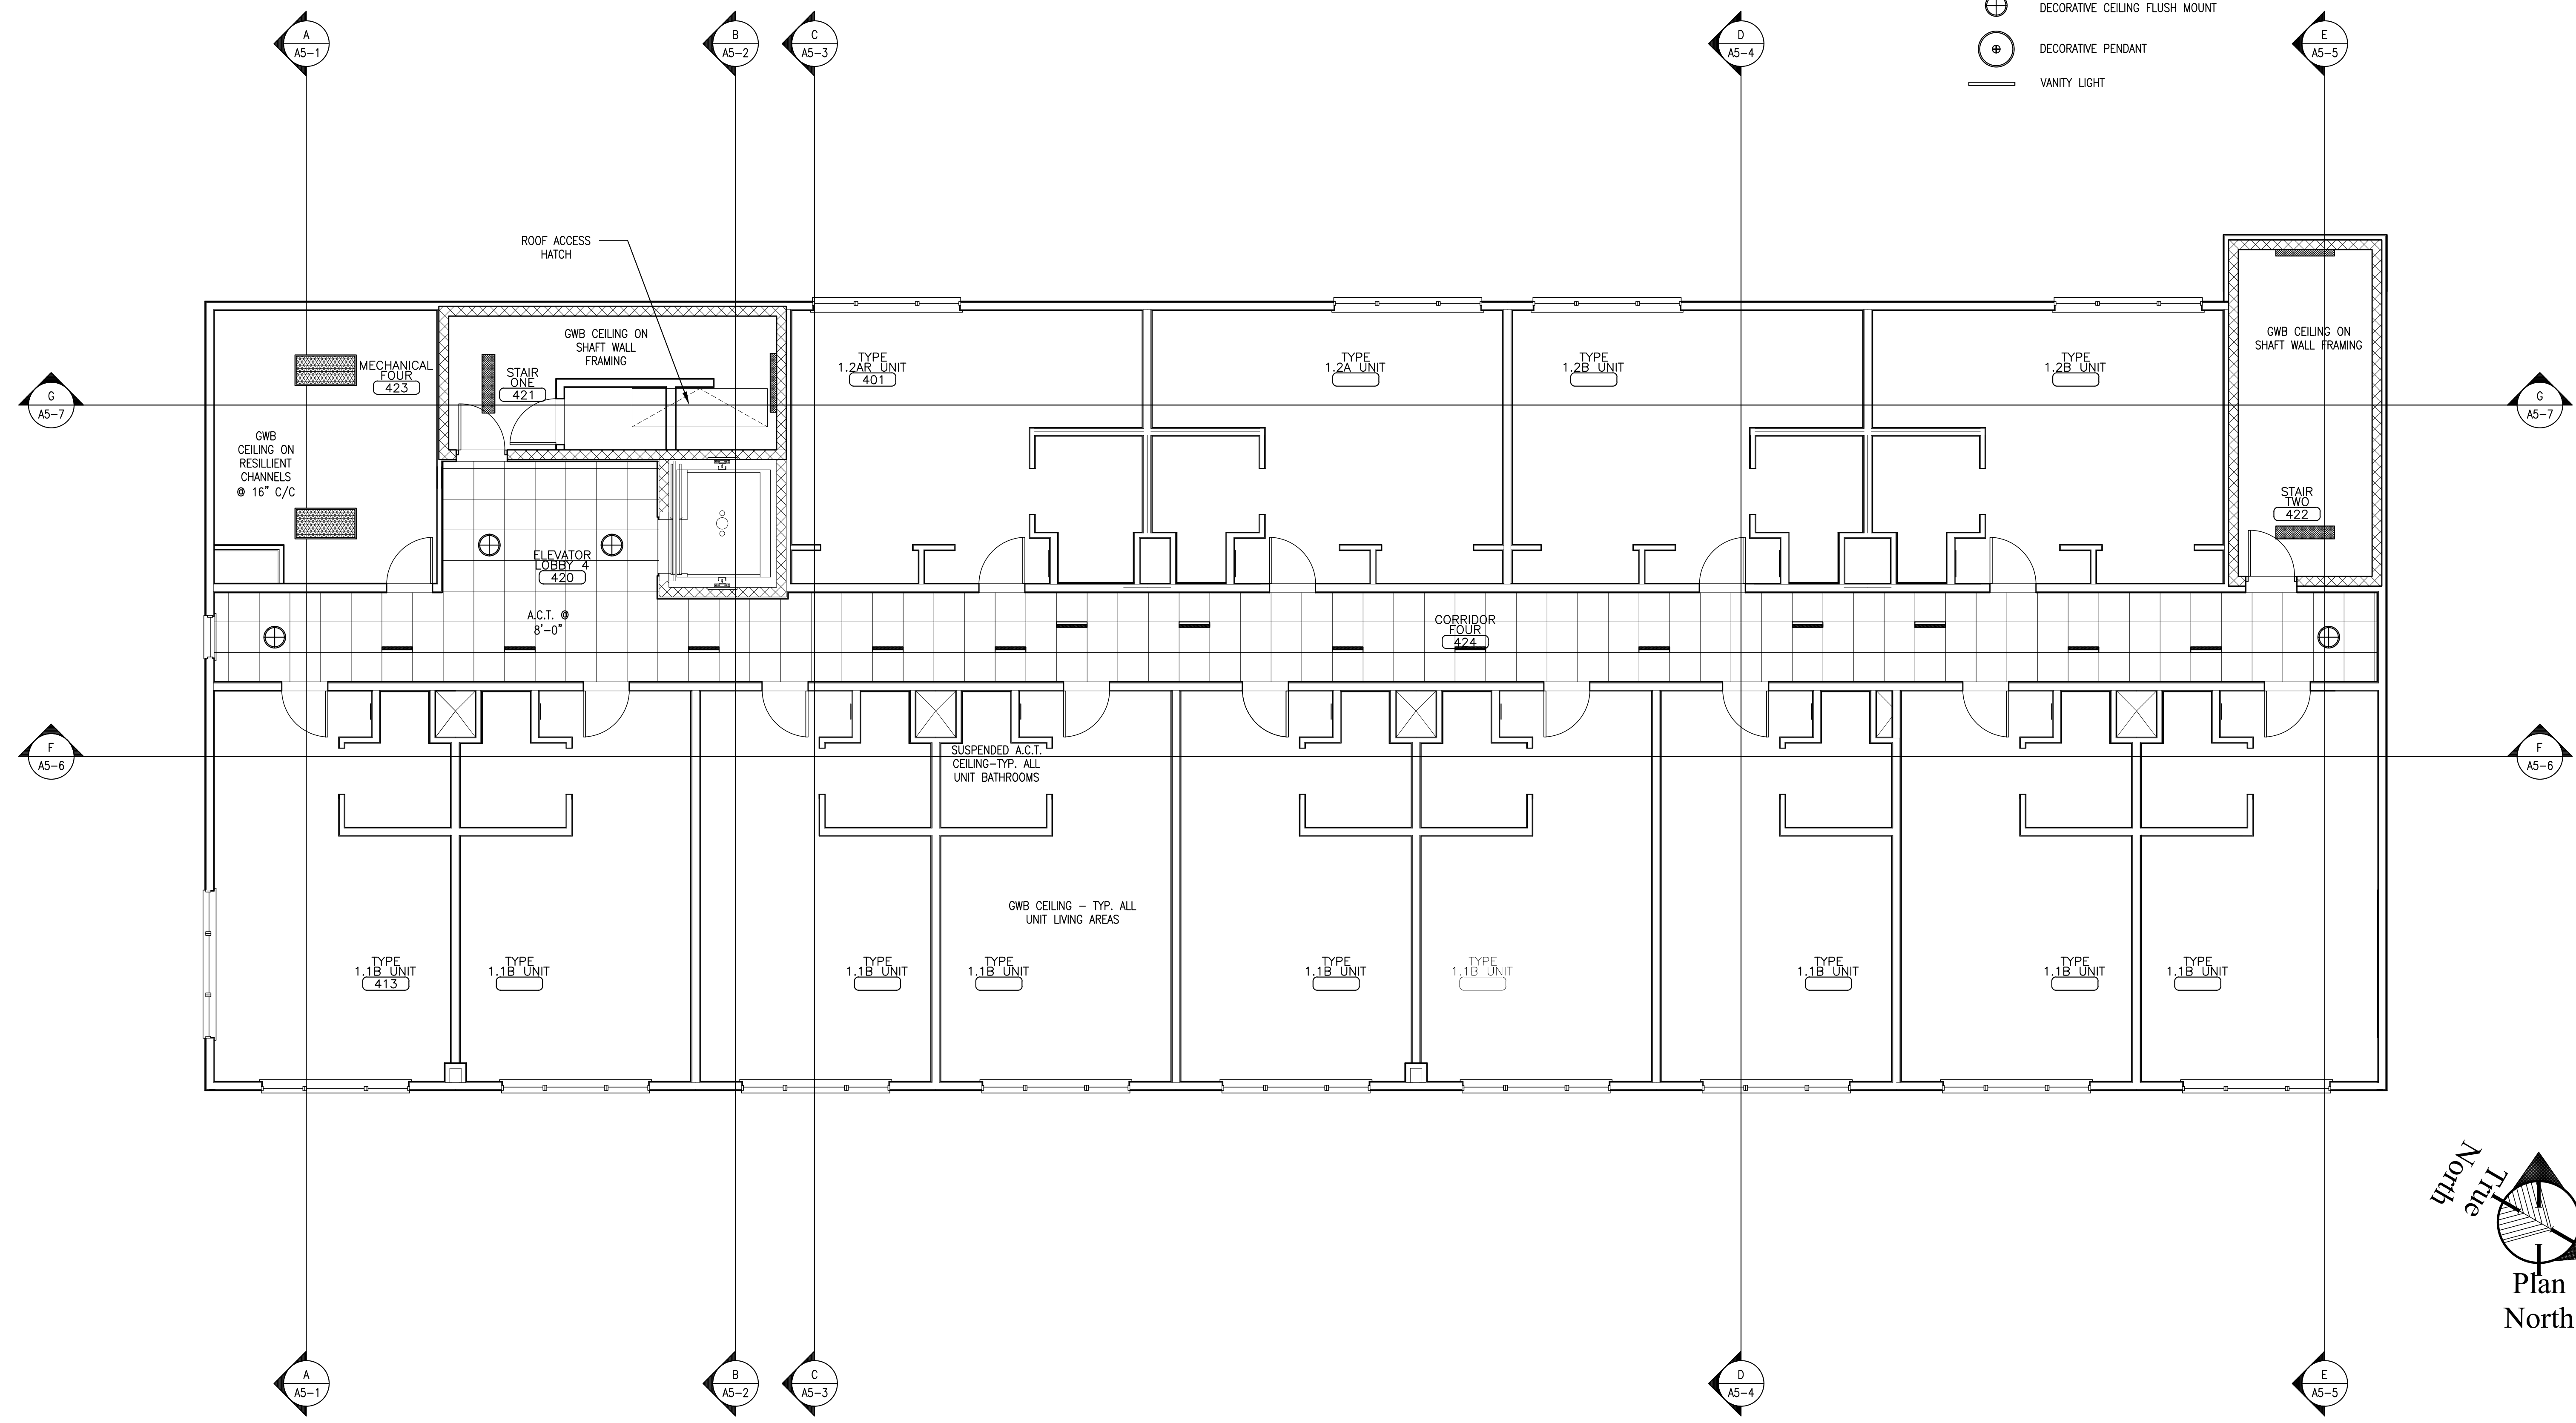 DECORATIVE CEILING FLUSH MOUNT
DECORATIVE PENDANT
VANITY LIGHT
A
A5-1
B
A5-2
C
A5-3
D
A5-4
E
A5-5
ROOF ACCESS
HATCH
GWB CEILING ON
SHAFT WALL
FRAMING
GWB CEILING ON
SHAFT WALL FRAMING
MECHANICAL
FOUR
423
STAIR
ONE
421
TYPE
1.2AR UNIT
401
TYPE
1.2A UNIT
TYPE
1.2B UNIT
TYPE
1.2B UNIT
G
A5-7
G
A5-7
GWB
CEILING ON
RESILLIENT
CHANNELS
@ 16" C/C
STAIR
TWO
422
ELEVATOR
LOBBY 4
420
A.C.T. @
8'-0"
CORRIDOR
FOUR
424
F
A5-6
F
A5-6
SUSPENDED A.C.T.
CEILING-TYP. ALL
UNIT BATHROOMS
GWB CEILING - TYP. ALL
UNIT LIVING AREAS
TYPE
1.1B UNIT
413
TYPE
1.1B UNIT
TYPE
1.1B UNIT
TYPE
1.1B UNIT
TYPE
1.1B UNIT
TYPE
1.1B UNIT
TYPE
1.1B UNIT
TYPE
1.1B UNIT
TYPE
1.1B UNIT
True
North
Plan
North
A
A5-1
B
A5-2
C
A5-3
D
A5-4
E
A5-5